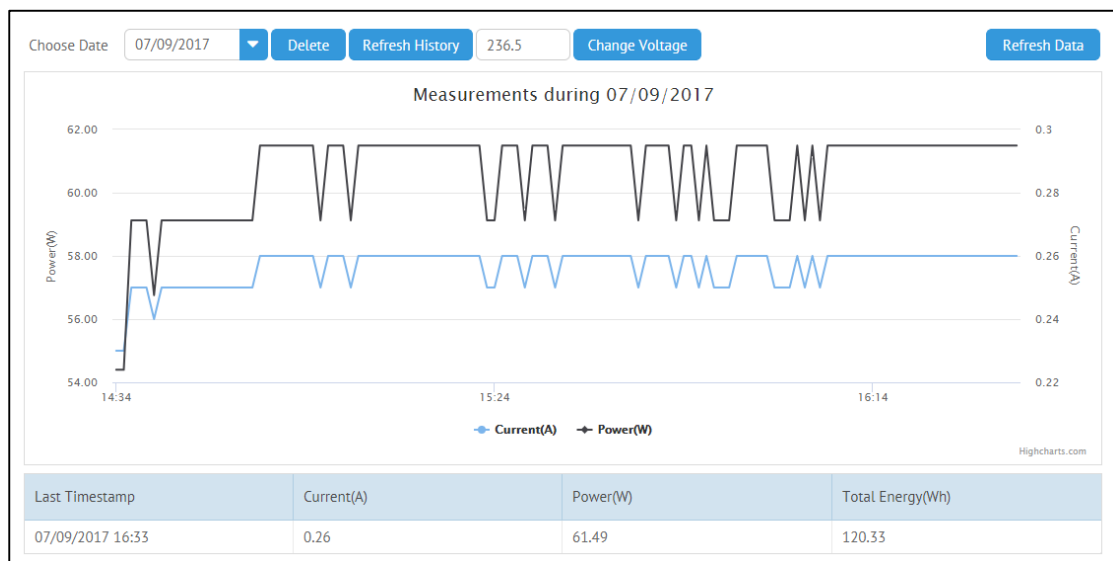 Choose Date 07/09/2017 Delete Refresh History 236.5 Change Voltage Refresh Data
Measurements during 07/09/2017
62.00 0.3
60.00 0.28
58.00 0.26
56.00 0.24
54.00 0.22
Power(W)
Current(A)
14:34 15:24 16:14
Current(A) Power(W)
Highcharts.com
Last Timestamp Current(A) Power(W) Total Energy(Wh)
07/09/2017 16:33 0.26 61.49 120.33